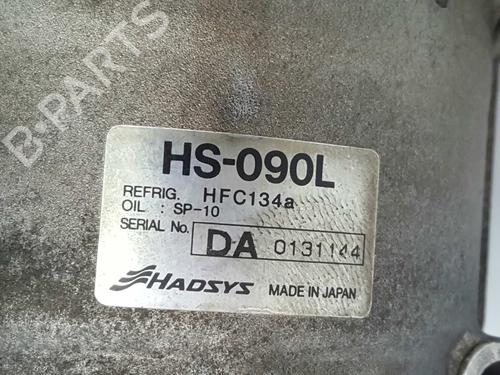 B-PARTS
HS-090L
REFRIG. HFC134a
OIL : SP-10
SERIAL No. DA 0131144
HADSYS MADE IN JAPAN